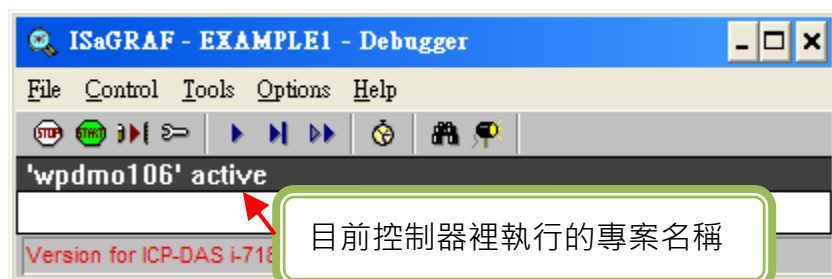 ISaGRAF - EXAMPLE1 - Debugger
File Control Tools Options Help
STOP START
'wpdmo106' active
目前控制器裡執行的專案名稱
Version for ICP-DAS i-718